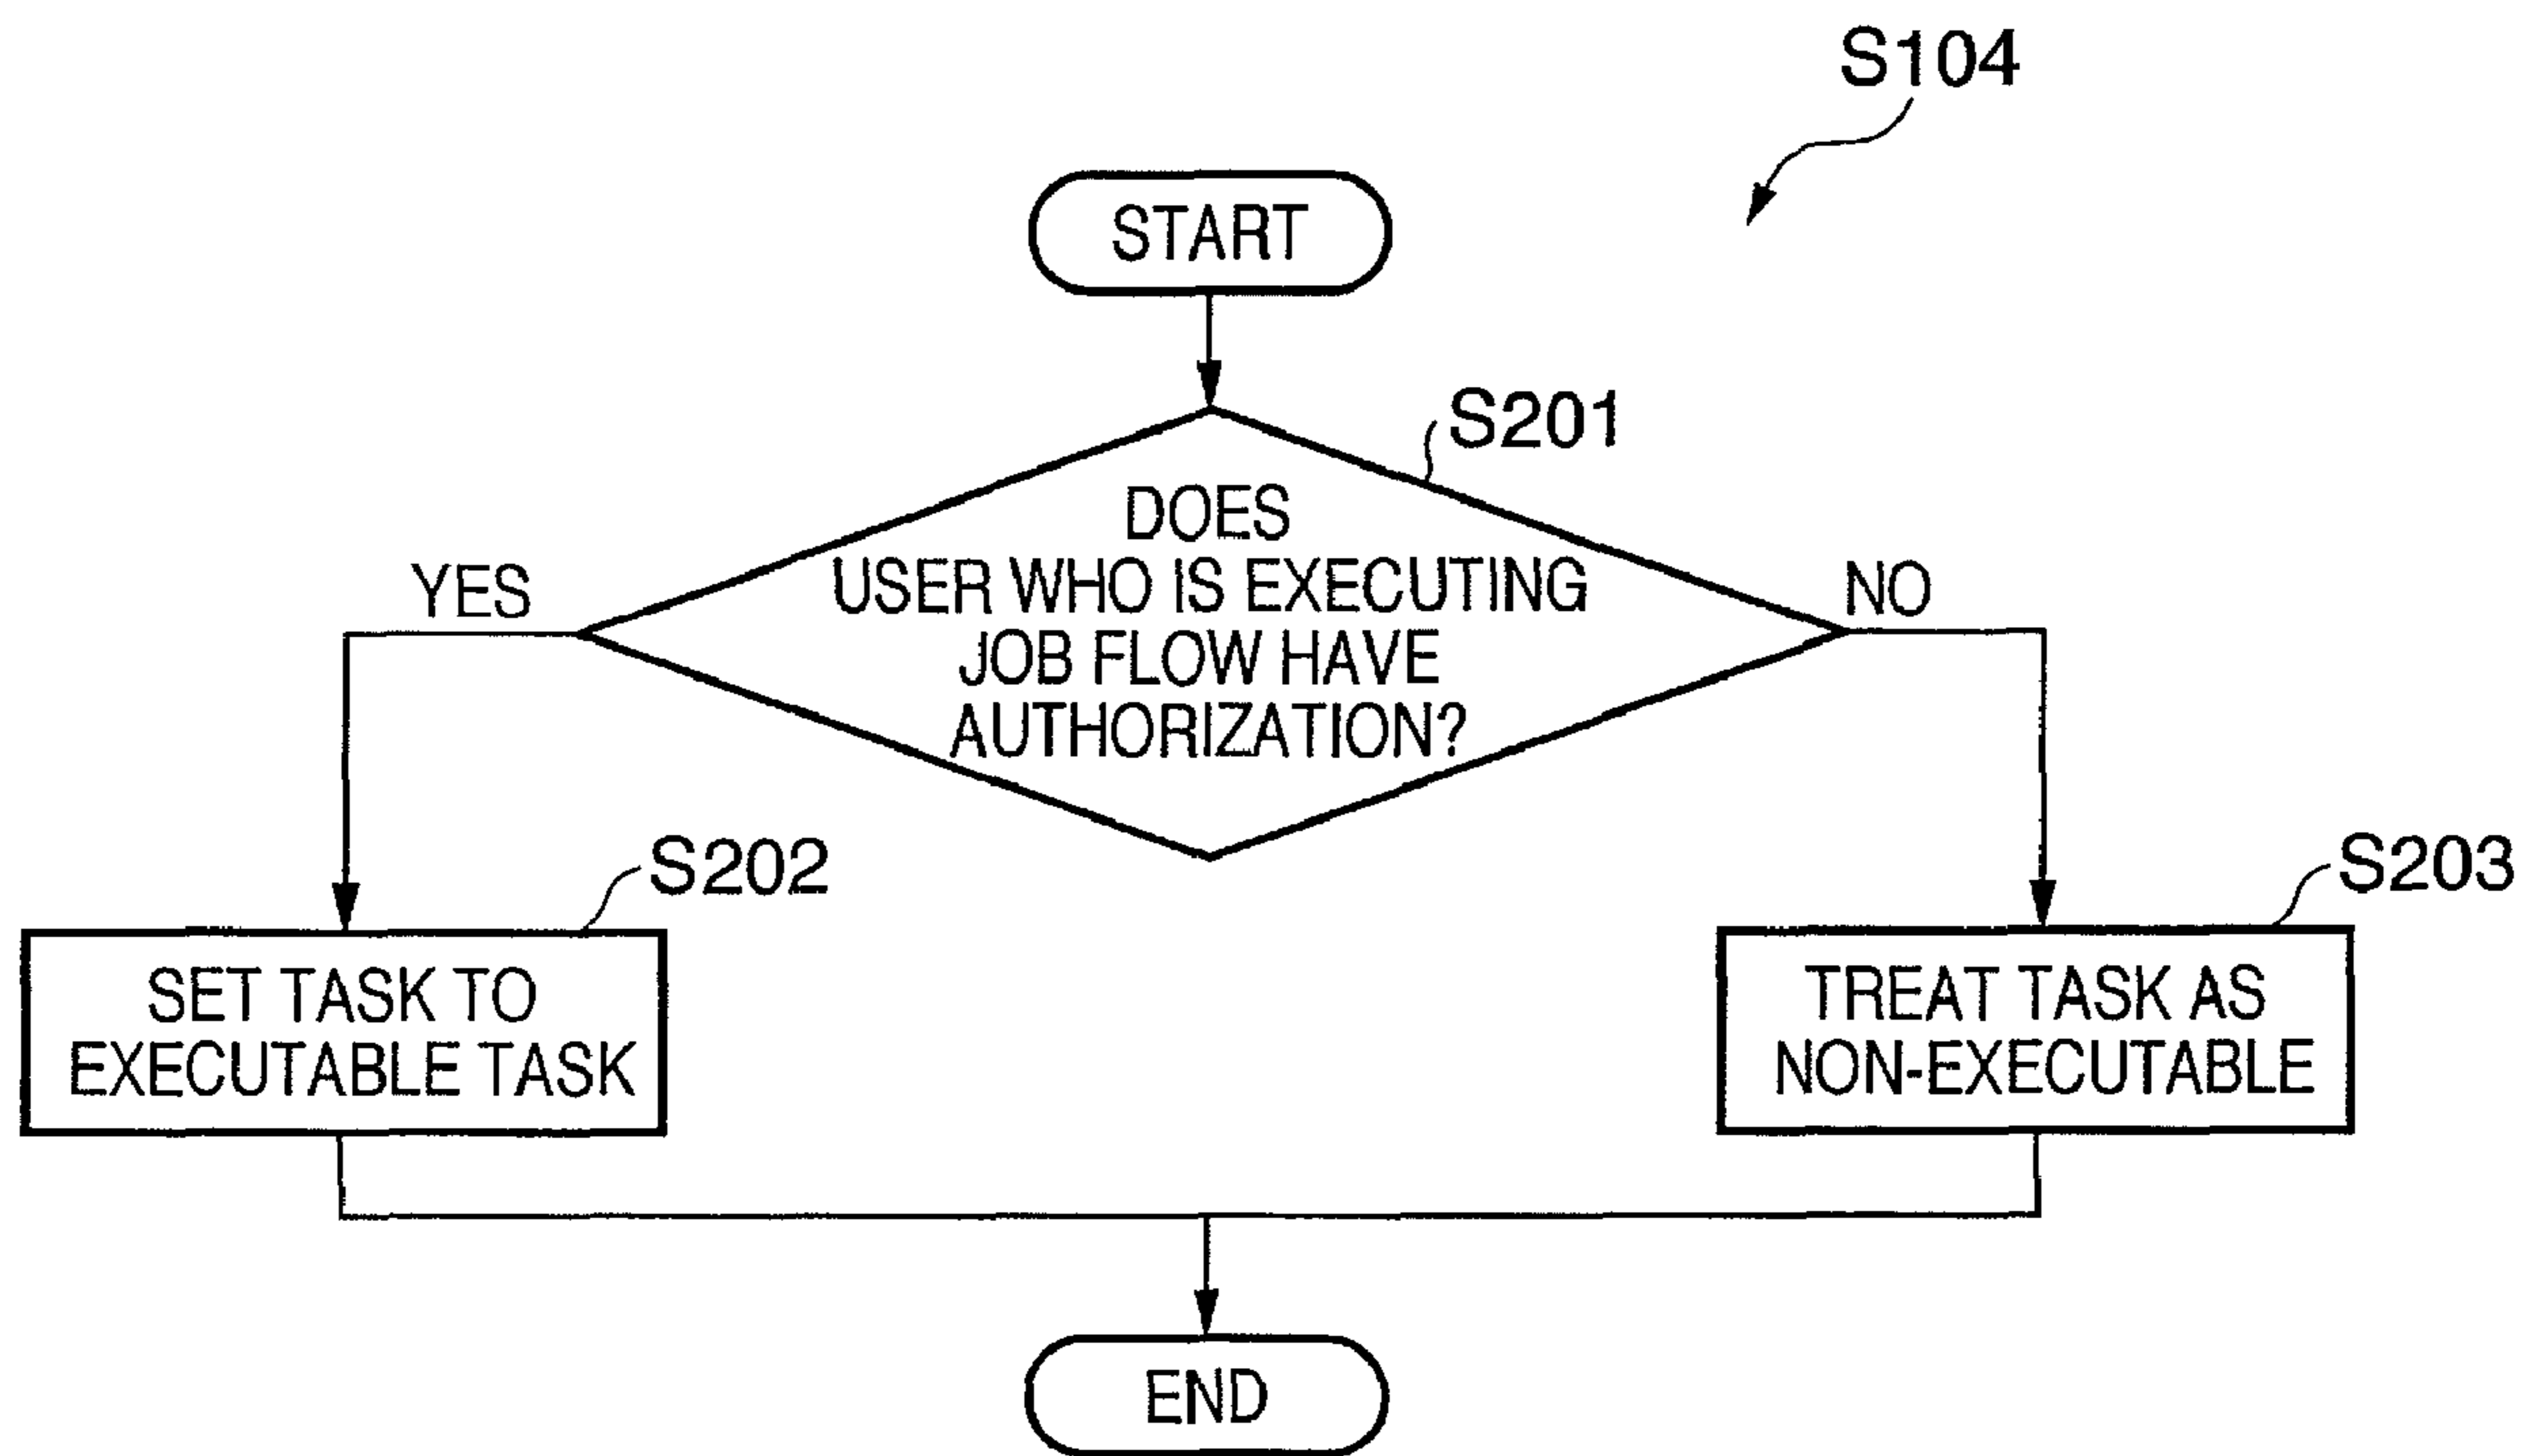 S104
START
S201
DOES
USER WHO IS EXECUTING
JOB FLOW HAVE
AUTHORIZATION?
YES
NO
S202
SET TASK TO
EXECUTABLE TASK
S203
TREAT TASK AS
NON-EXECUTABLE
END